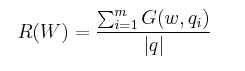 R(W) = \frac{\sum_{i=1}^{m} G(w, q_i)}{|q|}